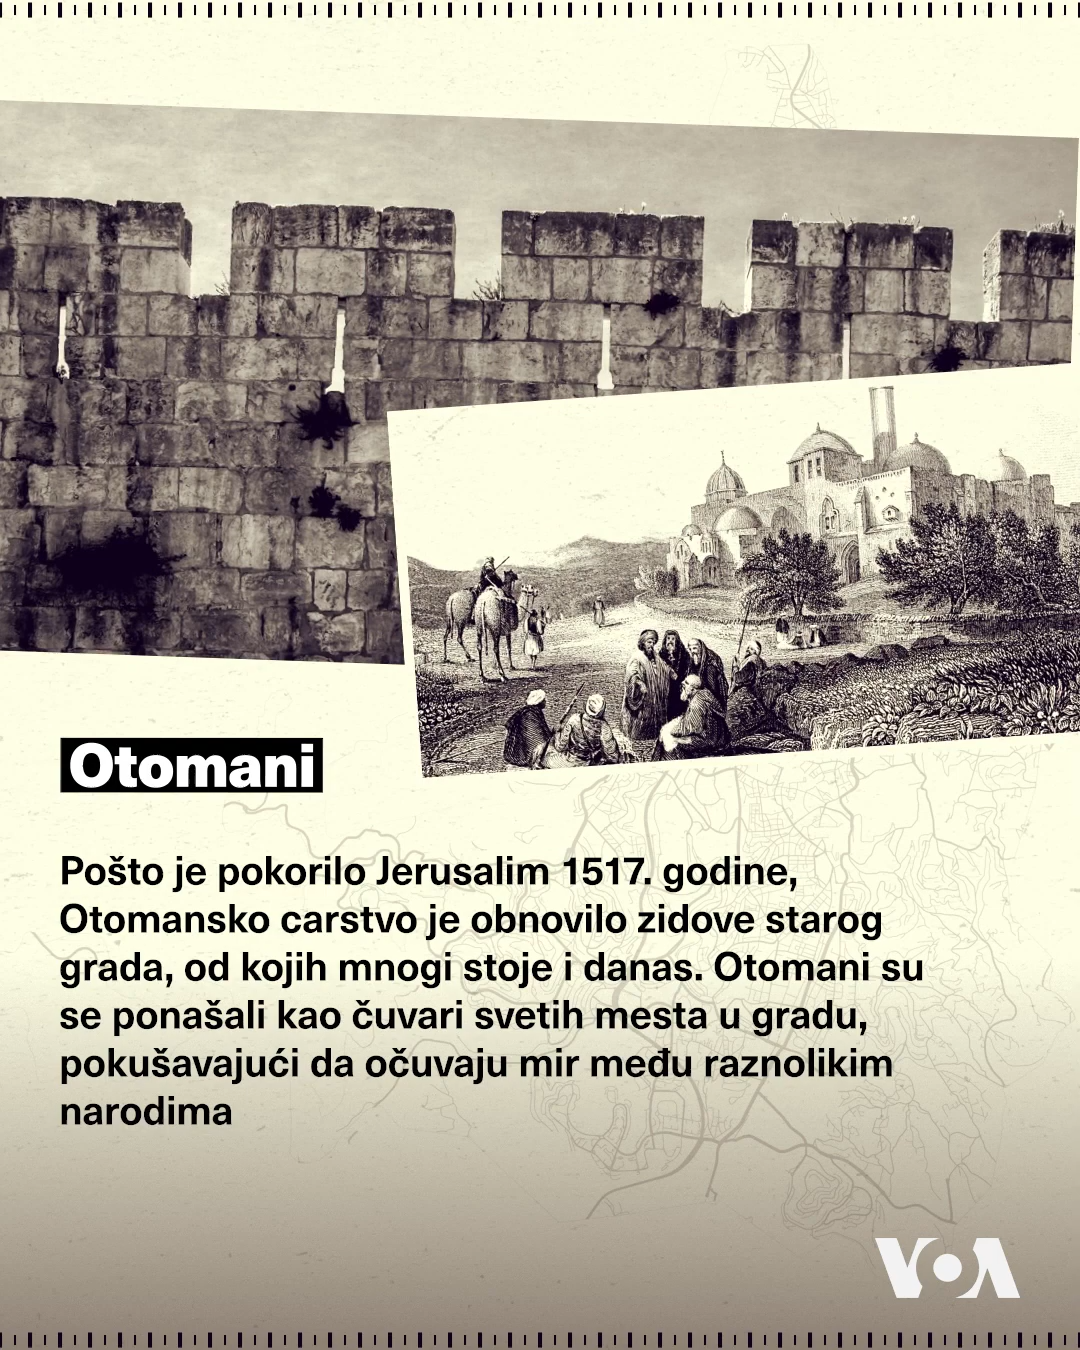 Otomani
Pošto je pokorilo Jerusalim 1517. godine,
Otomansko carstvo je obnovilo zidove starog
grada, od kojih mnogi stoje i danas. Otomani su
se ponašali kao čuvari svetih mesta u gradu,
pokušavajući da očuvaju mir među raznolikim
narodima
VOA